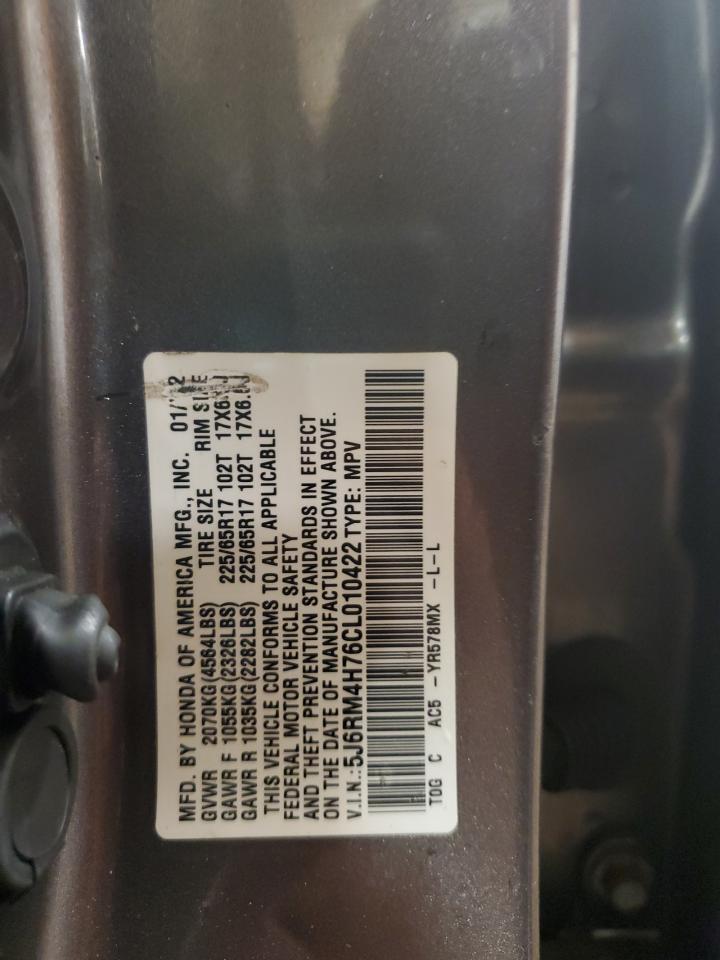 MFD. BY HONDA OF AMERICA MFG., INC.
GVWR 2070KG(4564LBS) TIRE SIZE RIM
GAWR F 1055KG(2326LBS) 225/65R17 102T
GAWR R 1035KG(2282LBS) 225/65R17 102T
THIS VEHICLE CONFORMS TO ALL APPLICABLE
FEDERAL MOTOR VEHICLE SAFETY
AND THEFT PREVENTION STANDARDS IN EFFECT
ON THE DATE OF MANUFACTURE SHOWN ABOVE.
V.I.N.:5J6RM4H76CL010422 TYPE: MPV
TOG C AC5 -YR578MX -L-L